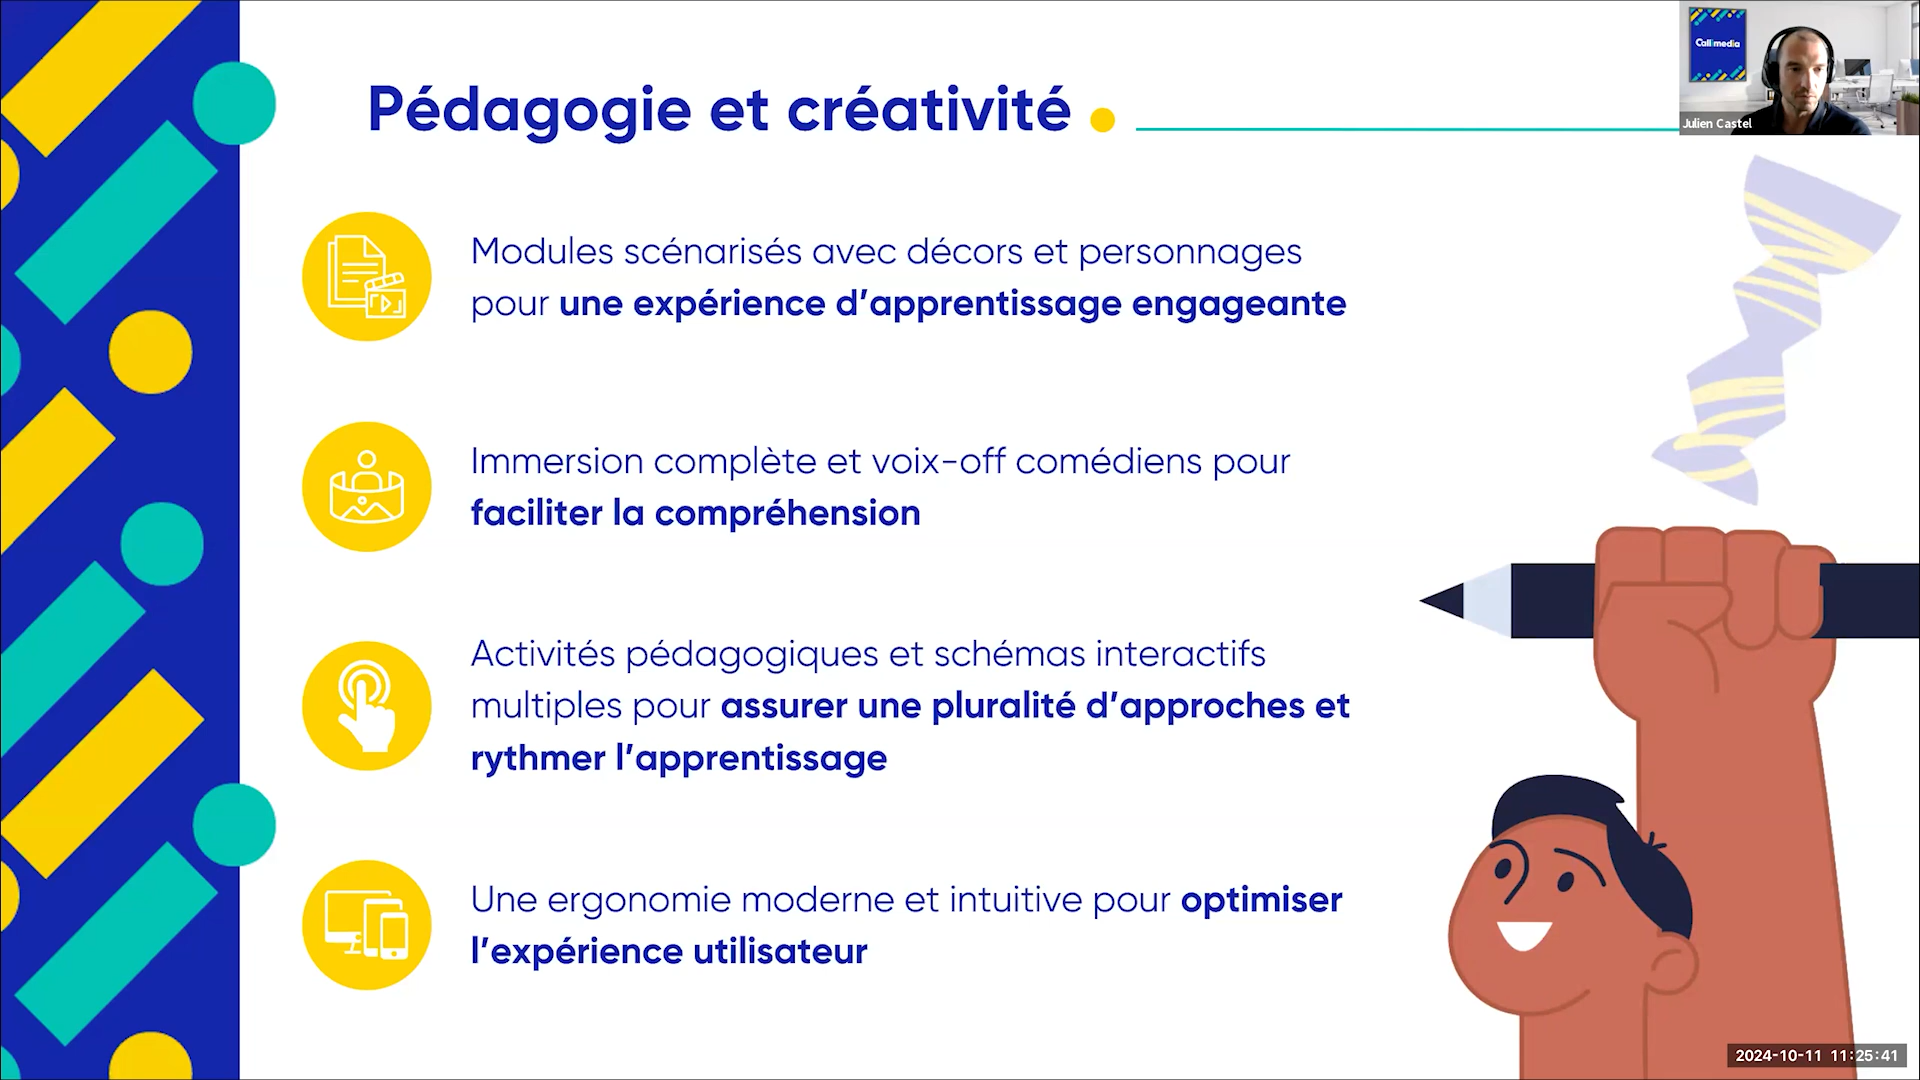 Callimedia
Julien Castel
Pédagogie et créativité
Modules scénarisés avec décors et personnages
pour une expérience d’apprentissage engageante
Immersion complète et voix-off comédiens pour
faciliter la compréhension
Activités pédagogiques et schémas interactifs
multiples pour assurer une pluralité d’approches et
rythmer l’apprentissage
Une ergonomie moderne et intuitive pour optimiser
l’expérience utilisateur
2024-10-11 11:25:41